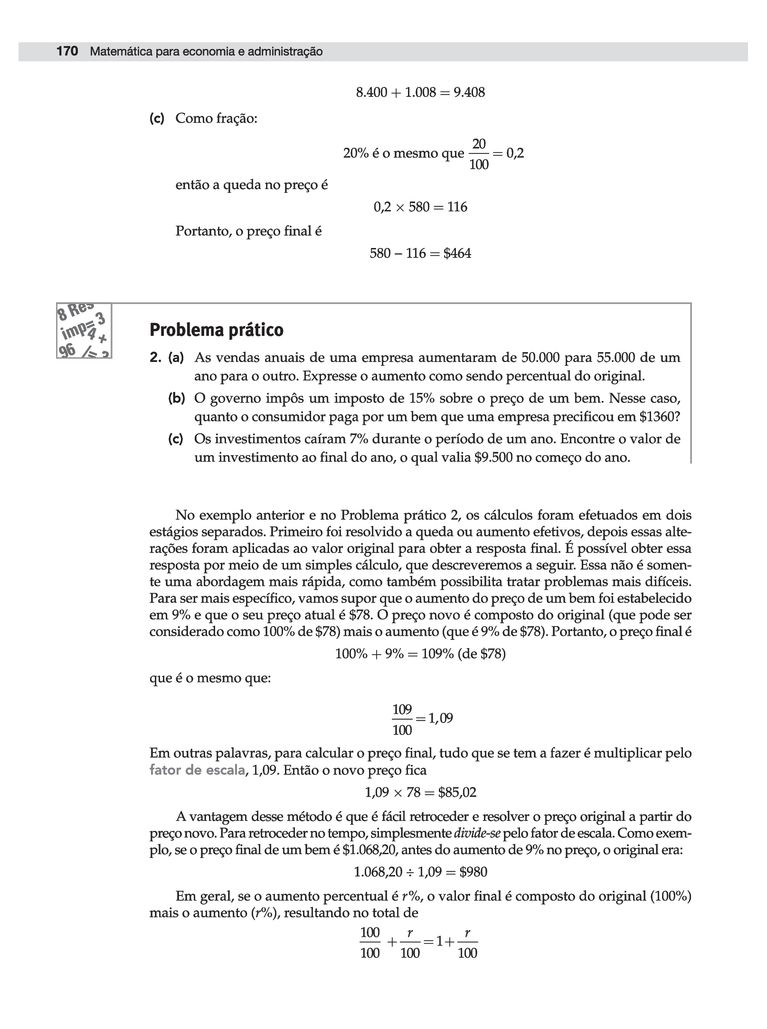 170 Matemática para economia e administração
8.400 + 1.008 = 9.408
(c) Como fração:
20% é o mesmo que 20/100 = 0,2
então a queda no preço é
0,2 × 580 = 116
Portanto, o preço final é
580 – 116 = $464
8 Res
imp= 3
4 +
96 /= 3
Problema prático
2. (a) As vendas anuais de uma empresa aumentaram de 50.000 para 55.000 de um
ano para o outro. Expresse o aumento como sendo percentual do original.
(b) O governo impôs um imposto de 15% sobre o preço de um bem. Nesse caso,
quanto o consumidor paga por um bem que uma empresa precificou em $1360?
(c) Os investimentos caíram 7% durante o período de um ano. Encontre o valor de
um investimento ao final do ano, o qual valia $9.500 no começo do ano.
No exemplo anterior e no Problema prático 2, os cálculos foram efetuados em dois
estágios separados. Primeiro foi resolvido a queda ou aumento efetivos, depois essas alte-
rações foram aplicadas ao valor original para obter a resposta final. É possível obter essa
resposta por meio de um simples cálculo, que descreveremos a seguir. Essa não é somen-
te uma abordagem mais rápida, como também possibilita tratar problemas mais difíceis.
Para ser mais específico, vamos supor que o aumento do preço de um bem foi estabelecido
em 9% e que o seu preço atual é $78. O preço novo é composto do original (que pode ser
considerado como 100% de $78) mais o aumento (que é 9% de $78). Portanto, o preço final é
100% + 9% = 109% (de $78)
que é o mesmo que:
109/100 = 1,09
Em outras palavras, para calcular o preço final, tudo que se tem a fazer é multiplicar pelo
fator de escala, 1,09. Então o novo preço fica
1,09 × 78 = $85,02
A vantagem desse método é que é fácil retroceder e resolver o preço original a partir do
preço novo. Para retroceder no tempo, simplesmente divide-se pelo fator de escala. Como exem-
plo, se o preço final de um bem é $1.068,20, antes do aumento de 9% no preço, o original era:
1.068,20 ÷ 1,09 = $980
Em geral, se o aumento percentual é r%, o valor final é composto do original (100%)
mais o aumento (r%), resultando no total de
100/100 + r/100 = 1 + r/100